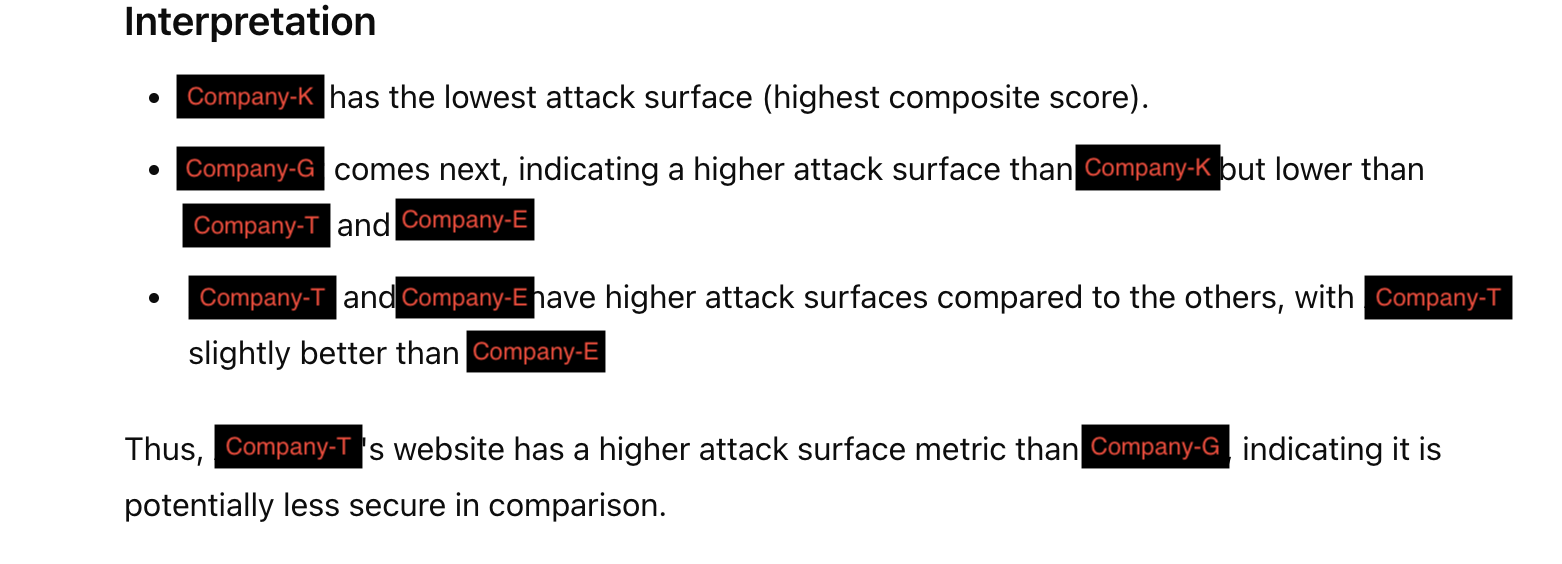 Interpretation
• Company-K has the lowest attack surface (highest composite score).
• Company-G comes next, indicating a higher attack surface than Company-K but lower than
Company-T and Company-E
• Company-T and Company-E have higher attack surfaces compared to the others, with Company-T
slightly better than Company-E
Thus, Company-T's website has a higher attack surface metric than Company-G, indicating it is
potentially less secure in comparison.